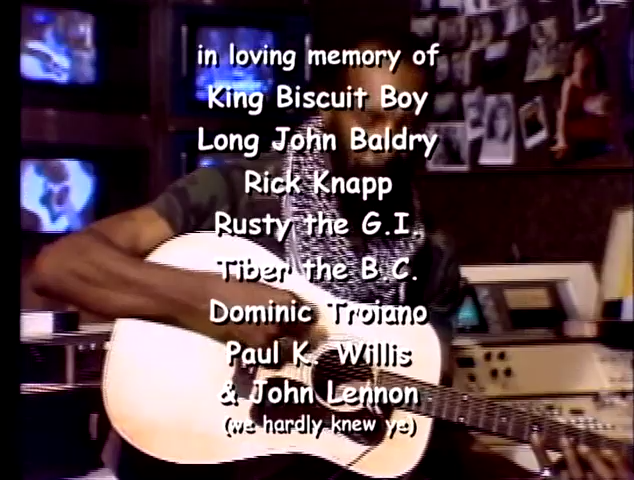 in loving memory of
King Biscuit Boy
Long John Baldry
Rick Knapp
Rusty the G.I.
Tiber the B.C.
Dominic Troiano
Paul K. Willis
& John Lennon
(we hardly knew ye)